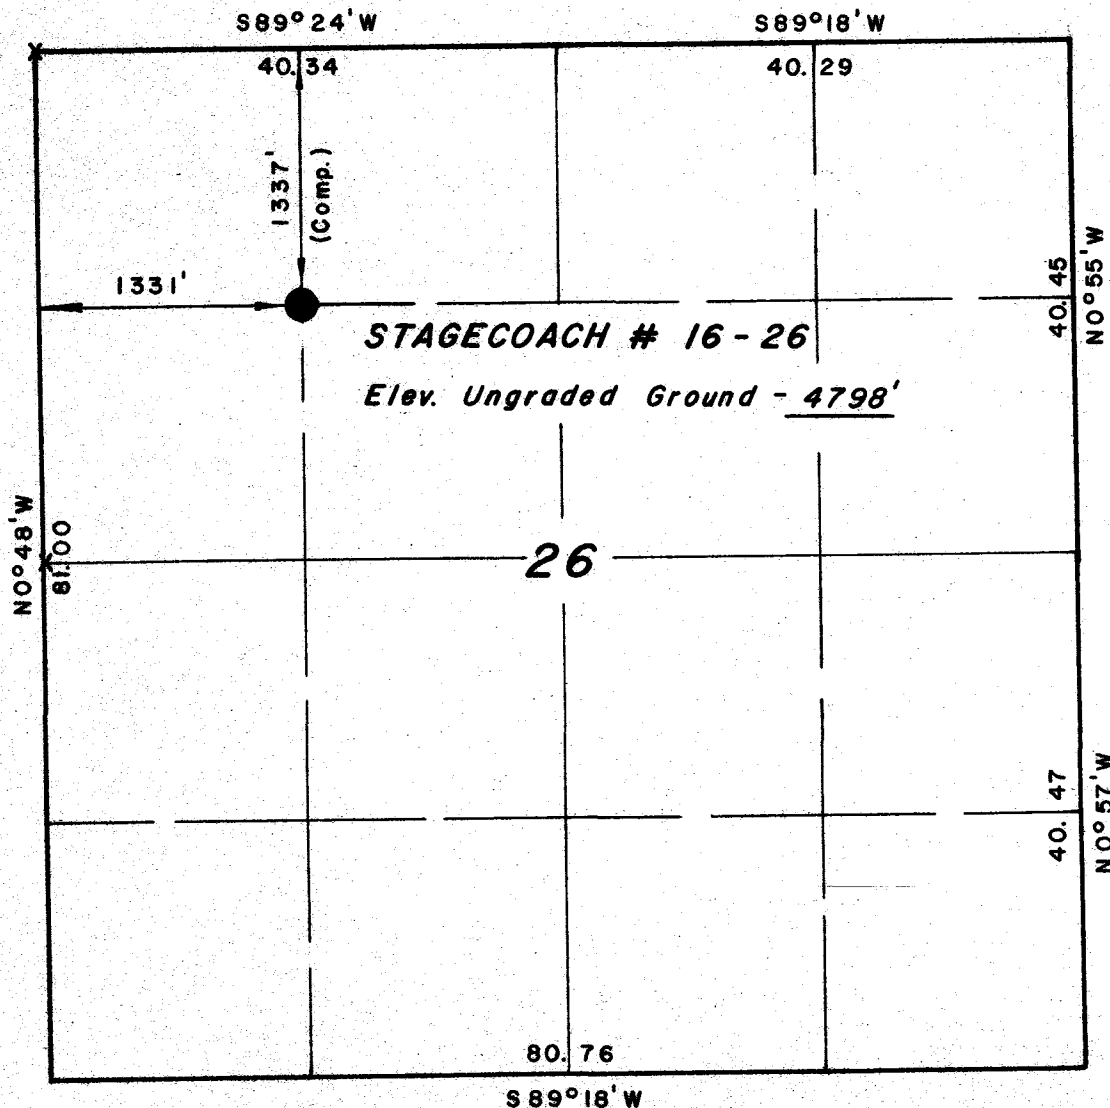 S89°24'W
S89°18'W
40.34
40.29
1337'
(Comp.)
1331'
40.45
N0°55'W
STAGECOACH # 16-26
Elev. Ungraded Ground - 4798'
N0°48'W
81.00
26
40.47
N0°57'W
80.76
S89°18'W